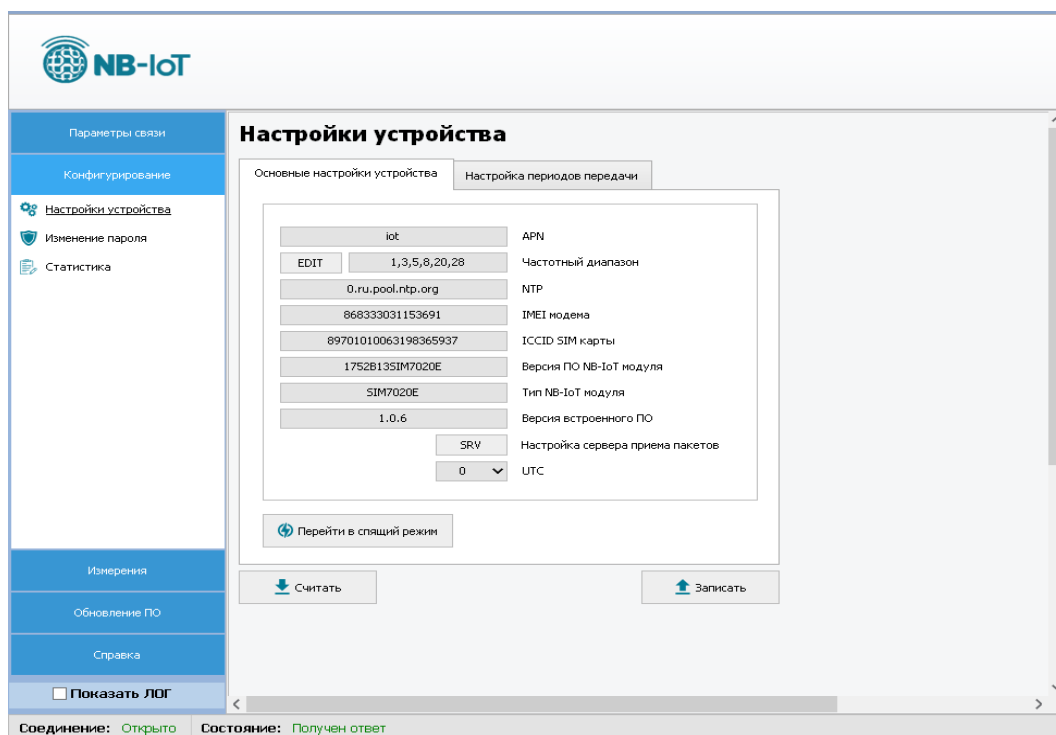 NB-IoT
Параметры связи
Конфигурирование
Настройки устройства
Изменение пароля
Статистика
Измерения
Обновление ПО
Справка
Показать ЛОГ
Настройки устройства
Основные настройки устройства
Настройка периодов передачи
iot APN
EDIT 1,3,5,8,20,28 Частотный диапазон
0.ru.pool.ntp.org NTP
868333031153691 IMEI модема
89701010063198365937 ICCID SIM карты
1752B13SIM7020E Версия ПО NB-IoT модуля
SIM7020E Тип NB-IoT модуля
1.0.6 Версия встроенного ПО
SRV Настройка сервера приема пакетов
0 UTC
Перейти в спящий режим
Считать
Записать
Соединение: Открыто Состояние: Получен ответ